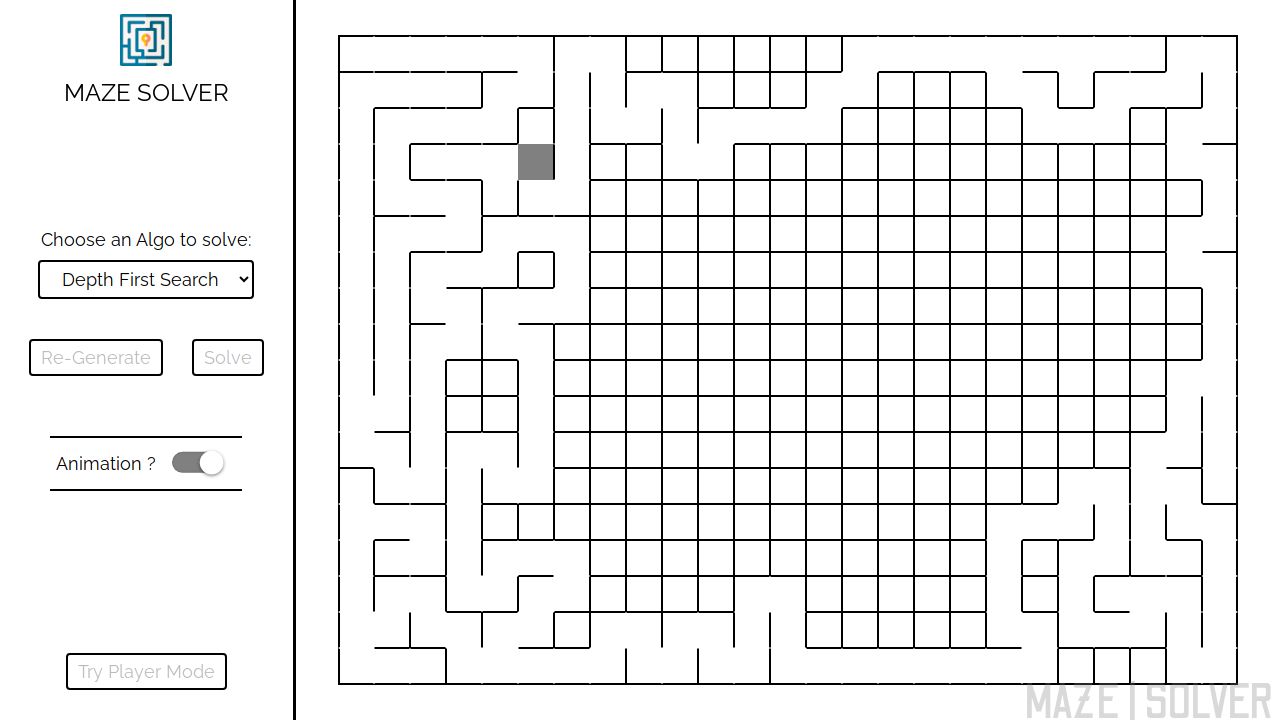 MAZE SOLVER
Choose an Algo to solve:
Depth First Search
Re-Generate
Solve
Animation ?
Try Player Mode
MAZE | SOLVER